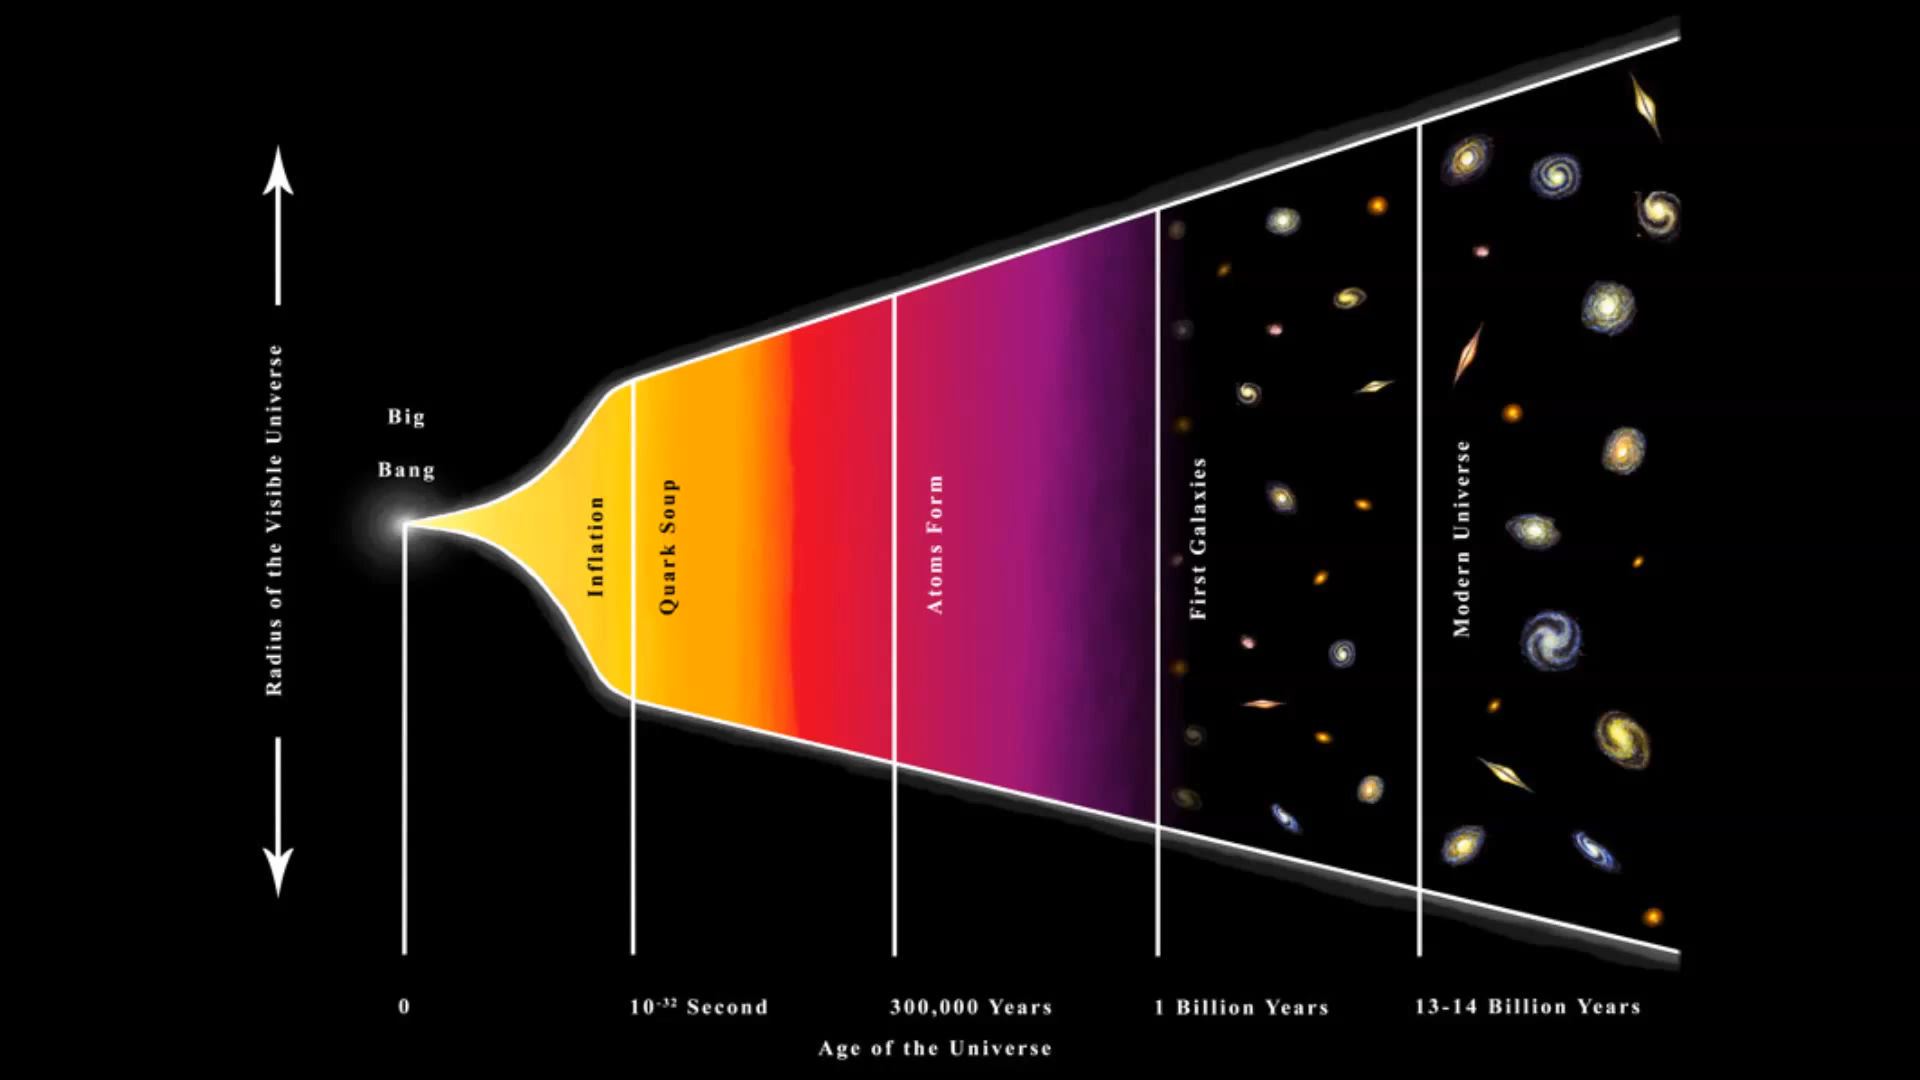 Radius of the Visible Universe
Big
Bang
Inflation
Quark Soup
Atoms Form
First Galaxies
Modern Universe
0
10⁻³² Second
300,000 Years
1 Billion Years
13-14 Billion Years
Age of the Universe